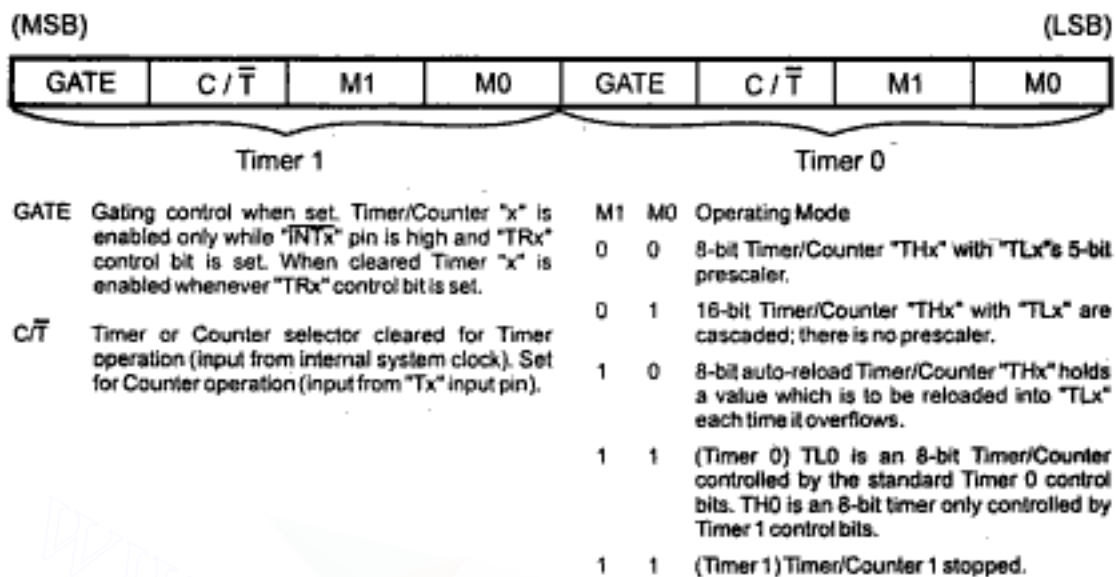 (MSB) (LSB)
GATE C / T̅ M1 M0 GATE C / T̅ M1 M0
Timer 1 Timer 0
GATE Gating control when set. Timer/Counter "x" is
enabled only while "I̅N̅T̅x̅" pin is high and "TRx"
control bit is set. When cleared Timer "x" is
enabled whenever "TRx" control bit is set.
C/T̅ Timer or Counter selector cleared for Timer
operation (input from internal system clock). Set
for Counter operation (input from "Tx" input pin).
M1 M0 Operating Mode
0 0 8-bit Timer/Counter "THx" with "TLx"s 5-bit
prescaler.
0 1 16-bit Timer/Counter "THx" with "TLx" are
cascaded; there is no prescaler.
1 0 8-bit auto-reload Timer/Counter "THx" holds
a value which is to be reloaded into "TLx"
each time it overflows.
1 1 (Timer 0) TL0 is an 8-bit Timer/Counter
controlled by the standard Timer 0 control
bits. TH0 is an 8-bit timer only controlled by
Timer 1 control bits.
1 1 (Timer 1) Timer/Counter 1 stopped.